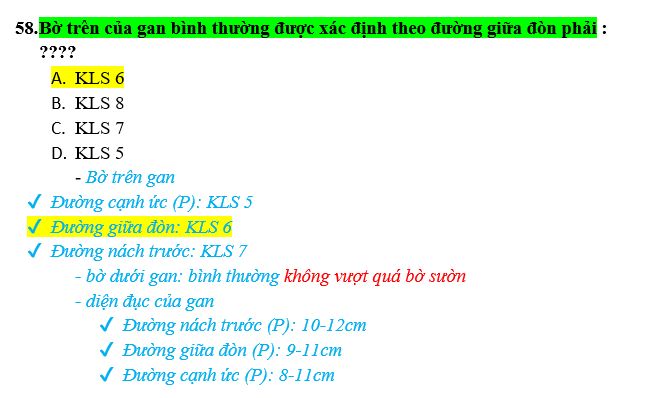 58.Bờ trên của gan bình thường được xác định theo đường giữa đòn phải :
????
A. KLS 6
B. KLS 8
C. KLS 7
D. KLS 5
- Bờ trên gan
✓ Đường cạnh ức (P): KLS 5
✓ Đường giữa đòn: KLS 6
✓ Đường nách trước: KLS 7
- bờ dưới gan: bình thường không vượt quá bờ sườn
- diện đục của gan
✓ Đường nách trước (P): 10-12cm
✓ Đường giữa đòn (P): 9-11cm
✓ Đường cạnh ức (P): 8-11cm